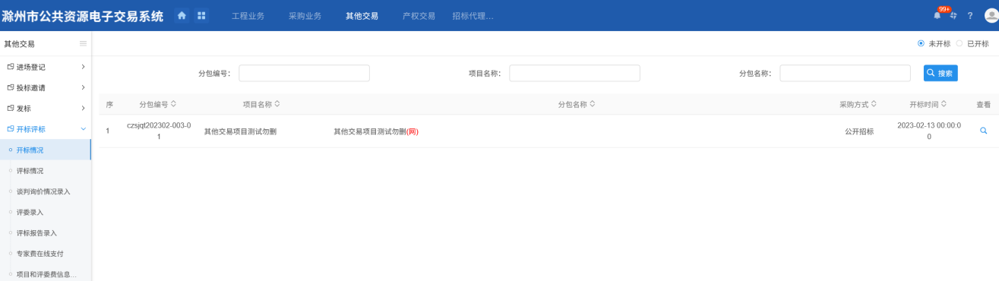 滁州市公共资源电子交易系统 工程业务 采购业务 其他交易 产权交易 招标代理... 99+ ?
其他交易 未开标 已开标
进场登记
投标邀请
发标
开标评标
开标情况
评标情况
谈判询价情况录入
评委录入
评标报告录入
专家费在线支付
项目和评委费信息...
分包编号： 项目名称： 分包名称： 搜索
序 分包编号 项目名称 分包名称 采购方式 开标时间 查看
1 czsjqt202302-003-0 其他交易项目测试勿删 其他交易项目测试勿删(网) 公开招标 2023-02-13 00:00:0
1 0